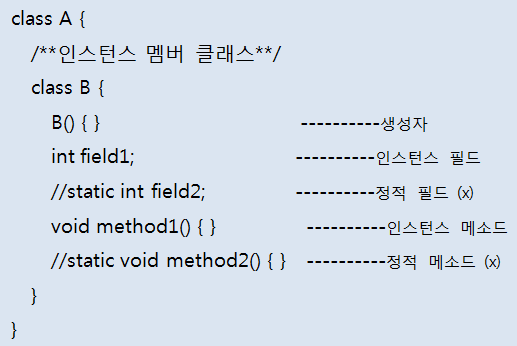 class A {
/**인스턴스 멤버 클래스**/
class B {
B() { } ----------생성자
int field1; ----------인스턴스 필드
//static int field2; ----------정적 필드 (x)
void method1() { } ----------인스턴스 메소드
//static void method2() { } ----------정적 메소드 (x)
}
}